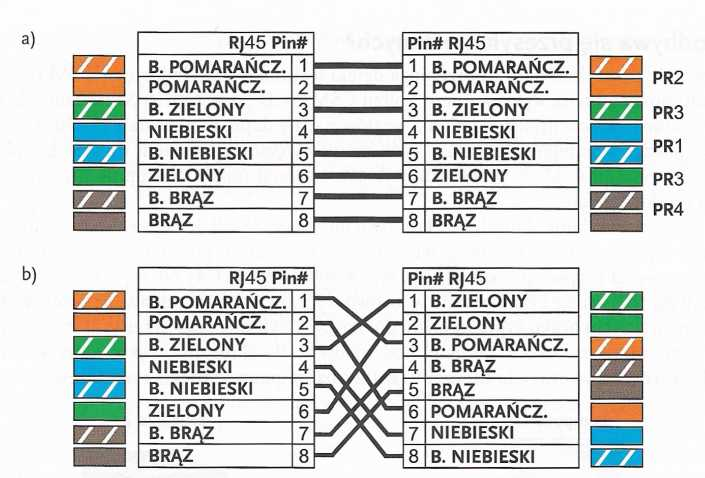 a)
RJ45 Pin# Pin# RJ45
B. POMARAŃCZ. 1 1 B. POMARAŃCZ.
POMARAŃCZ. 2 2 POMARAŃCZ. PR2
B. ZIELONY 3 3 B. ZIELONY PR3
NIEBIESKI 4 4 NIEBIESKI PR1
B. NIEBIESKI 5 5 B. NIEBIESKI
ZIELONY 6 6 ZIELONY PR3
B. BRĄZ 7 7 B. BRĄZ PR4
BRĄZ 8 8 BRĄZ
b)
RJ45 Pin# Pin# RJ45
B. POMARAŃCZ. 1 1 B. ZIELONY
POMARAŃCZ. 2 2 ZIELONY
B. ZIELONY 3 3 B. POMARAŃCZ.
NIEBIESKI 4 4 B. BRĄZ
B. NIEBIESKI 5 5 BRĄZ
ZIELONY 6 6 POMARAŃCZ.
B. BRĄZ 7 7 NIEBIESKI
BRĄZ 8 8 B. NIEBIESKI